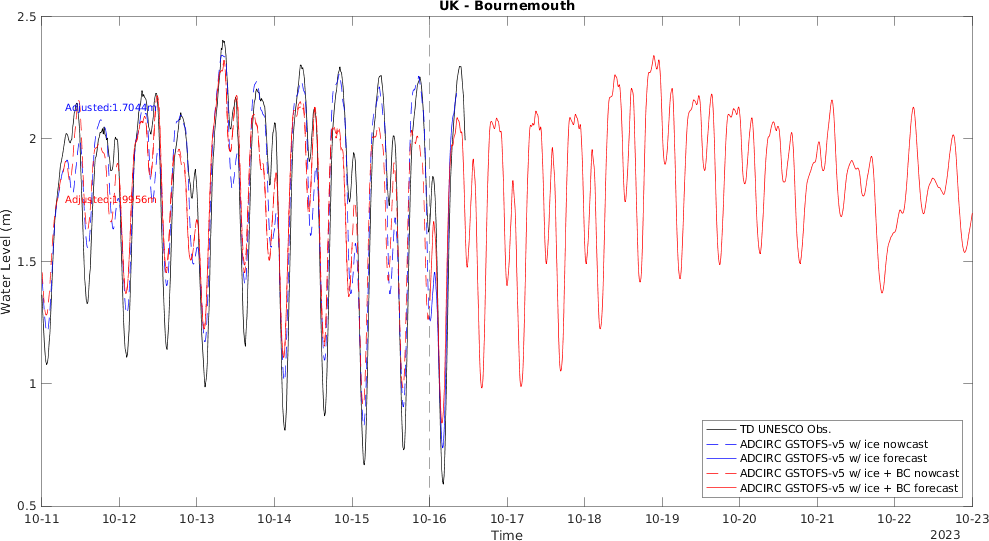 UK - Bournemouth
Water Level (m)
2.5
2
1.5
1
0.5
Adjusted:1.7044m
Adjusted:1.9956m
TD UNESCO Obs.
ADCIRC GSTOFS-v5 w/ ice nowcast
ADCIRC GSTOFS-v5 w/ ice forecast
ADCIRC GSTOFS-v5 w/ ice + BC nowcast
ADCIRC GSTOFS-v5 w/ ice + BC forecast
10-11 10-12 10-13 10-14 10-15 10-16 10-17 10-18 10-19 10-20 10-21 10-22 10-23
Time
2023